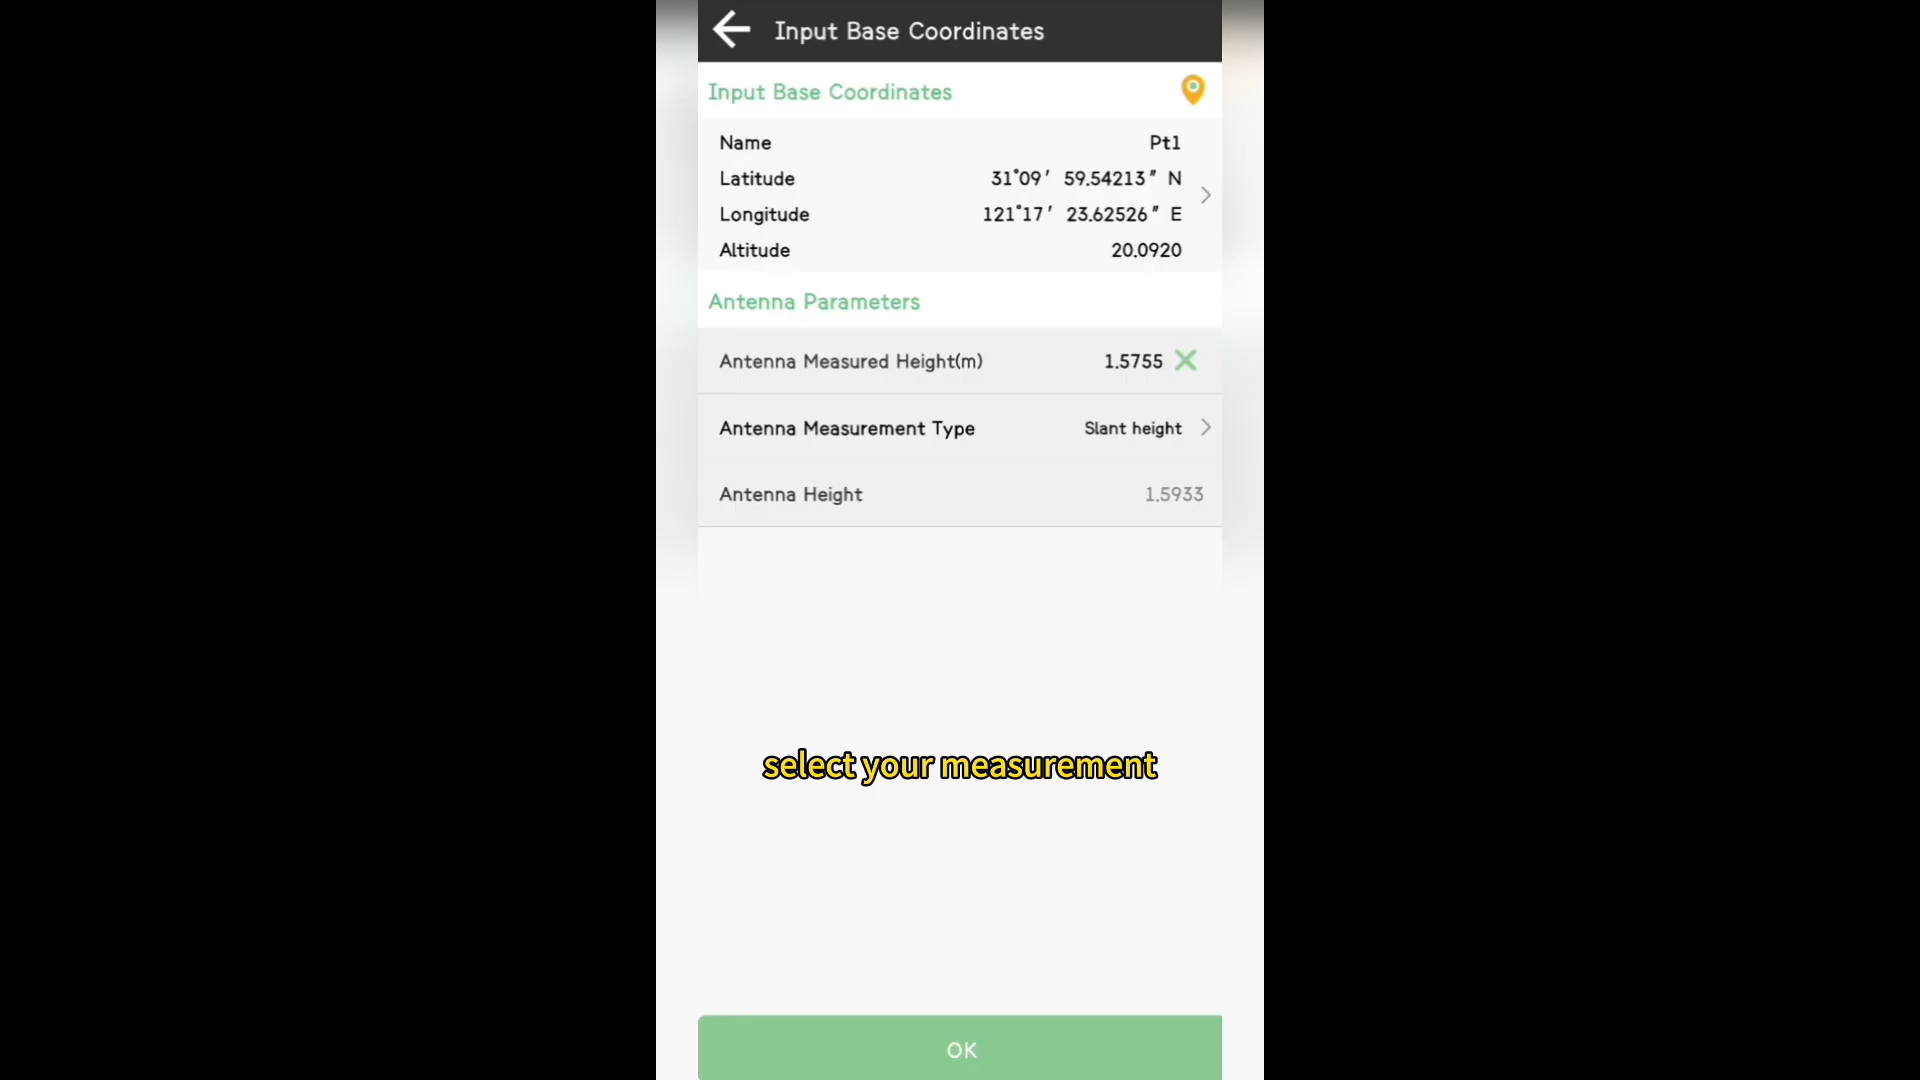 Input Base Coordinates
Input Base Coordinates
Name Pt1
Latitude 31°09′ 59.54213″ N
Longitude 121°17′ 23.62526″ E
Altitude 20.0920
Antenna Parameters
Antenna Measured Height(m) 1.5755
Antenna Measurement Type Slant height
Antenna Height 1.5933
select your measurement
OK